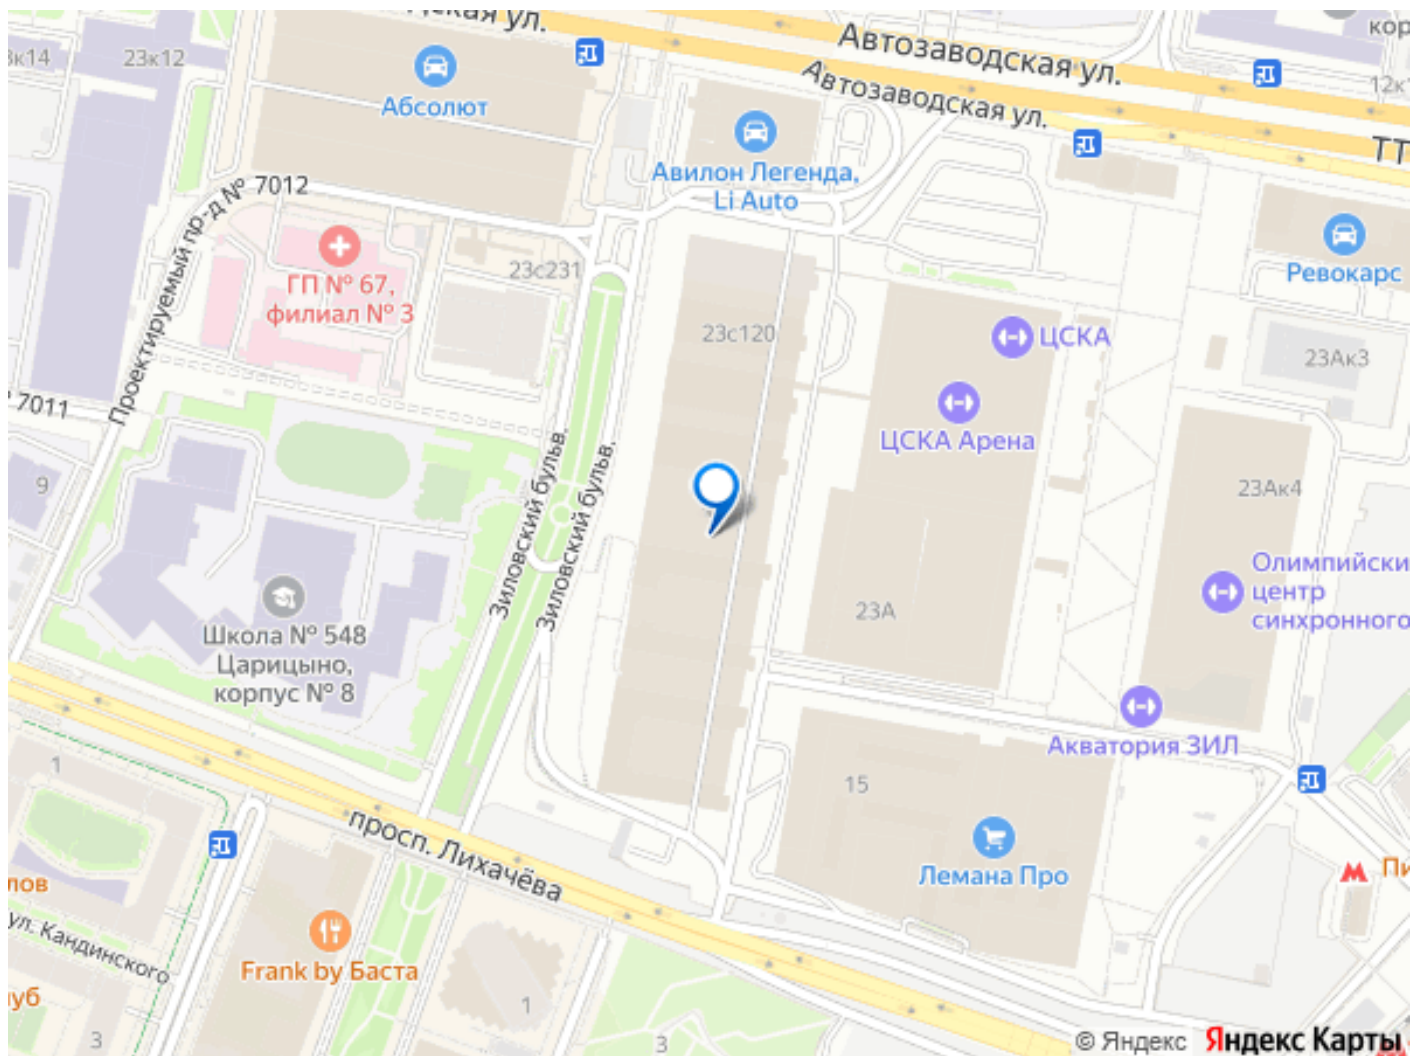 ул.
кор
Автозаводская ул.
Автозаводская ул.
23к12
Абсолют
12к
ТТ
Авилон Легенда,
Li Auto
Проектируемый пр-д № 7012
ГП № 67,
филиал № 3
23с231
Ревокарс
23с120
ЦСКА
23Ак3
7011
ЦСКА Арена
9
23Ак4
Зиловский бульв.
Зиловский бульв.
Олимпийски
центр
синхронного
23А
Школа № 548
Царицыно,
корпус № 8
Акватория ЗИЛ
1
15
просп. Лихачёва
Лемана Про
Пи
лов
ул. Кандинского
Frank by Баста
уб
1
3
3
© Яндекс Яндекс Карты